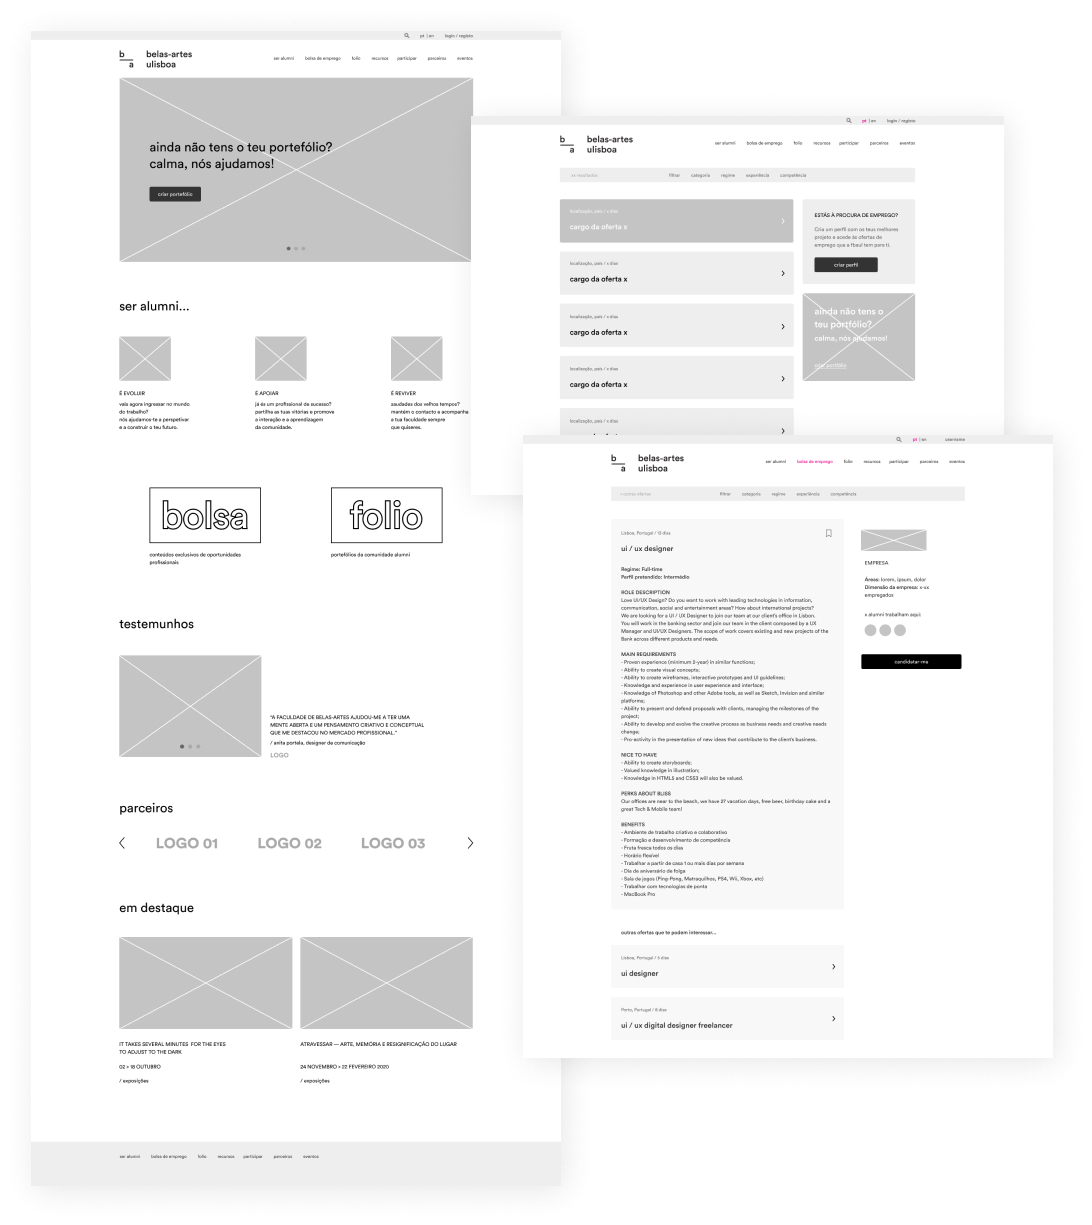 pt | en
login / registo
b
a
belas-artes
ulisboa
ser alumni
bolsa de emprego
folio
recursos
participar
parceiros
eventos
ainda não tens o teu portefólio?
calma, nós ajudamos!
criar portefólio
ser alumni...
É EVOLUIR
vais agora ingressar no mundo
do trabalho?
nós ajudamos-te a perspetivar
e a construir o teu futuro.
É APOIAR
já és um profissional de sucesso?
partilha as tuas vitórias e promove
a interação e a aprendizagem
da comunidade.
É REVIVER
saudades dos velhos tempos?
mantém o contacto e acompanha
a tua faculdade sempre
que quiseres.
bolsa
conteúdos exclusivos de oportunidades
profissionais
folio
portefólios da comunidade alumni
testemunhos
"A FACULDADE DE BELAS-ARTES AJUDOU-ME A TER UMA
MENTE ABERTA E UM PENSAMENTO CRIATIVO E CONCEPTUAL
QUE ME DESTACOU NO MERCADO PROFISSIONAL."
/ anita portela, designer de comunicação
LOGO
parceiros
LOGO 01
LOGO 02
LOGO 03
em destaque
IT TAKES SEVERAL MINUTES FOR THE EYES
TO ADJUST TO THE DARK
02 > 18 OUTUBRO
/ exposições
ATRAVESSAR — ARTE, MEMÓRIA E RESIGNIFICAÇÃO DO LUGAR
24 NOVEMBRO > 22 FEVEREIRO 2020
/ exposições
ser alumni
bolsa de emprego
folio
recursos
participar
parceiros
eventos
pt | en
login / registo
b
a
belas-artes
ulisboa
ser alumni
bolsa de emprego
folio
recursos
participar
parceiros
eventos
xx resultados
filtrar
categoria
regime
experiência
competência
localização, país / x dias
cargo da oferta x
localização, país / x dias
cargo da oferta x
localização, país / x dias
cargo da oferta x
localização, país / x dias
cargo da oferta x
localização, país / x dias
cargo da oferta x
ESTÁS À PROCURA DE EMPREGO?
Cria um perfil com os teus melhores
projeto e acede às ofertas de
emprego que a fbaul tem para ti.
criar perfil
ainda não tens o
teu portfólio?
calma, nós ajudemos!
criar portfólio
pt | en
username
b
a
belas-artes
ulisboa
ser alumni
bolsa de emprego
folio
recursos
participar
parceiros
eventos
mostrar ofertas
filtrar
categoria
regime
experiência
competência
Lisboa, Portugal / 13 dias
ui / ux designer
Regime: Full-time
Perfil pretendido: Intermédio
ROLE DESCRIPTION
Love UI/UX Design? Do you want to work with leading technologies in information,
communication, social and entertainment areas? How about international projects?
We are looking for a UI / UX Designer to join our team at our client's office in Lisbon.
You will work in the banking sector and join our team in the client composed by a UX
Manager and UI/UX Designers. The scope of work covers existing and new projects of the
Bank across different products and needs.
MAIN REQUIREMENTS
- Proven experience (minimum 2-year) in similar functions;
- Ability to create visual concepts;
- Ability to create wireframes, interactive prototypes and UI guidelines;
- Knowledge and experience in user experience and interface;
- Knowledge of Photoshop and other Adobe tools, as well as Sketch, Invision and similar
platforms;
- Ability to present and defend proposals with clients, managing the milestones of the
project;
- Ability to develop and evolve the creative process as business needs and creative needs
change;
- Pro-activity in the presentation of new ideas that contribute to the client's business.
NICE TO HAVE
- Ability to create storyboards;
- Valued knowledge in illustration;
- Knowledge in HTML5 and CSS3 will also be valued.
PERKS ABOUT BLISS
Our offices are near to the beach, we have 27 vacation days, free beer, birthday cake and a
great Tech & Mobile team!
BENEFITS
- Ambiente de trabalho criativo e colaborativo
- Formação e desenvolvimento de competência
- Fruta fresca todos os dias
- Horário flexível
- Trabalhar a partir de casa 1 ou mais dias por semana
- Dia de aniversário de folga
- Sala de jogos (Ping-Pong, Matraquilhos, PS4, Wii, Xbox, etc)
- Trabalhar com tecnologias de ponta
- MacBook Pro
EMPRESA
Áreas: lorem, ipsum, dolor
Dimensão da empresa: x-xx
empregados
x alumni trabalham aqui:
candidatar-ma
outras ofertas que te podem interessar...
Lisboa, Portugal / 5 dias
ui designer
Porto, Portugal / 8 dias
ui / ux digital designer freelancer